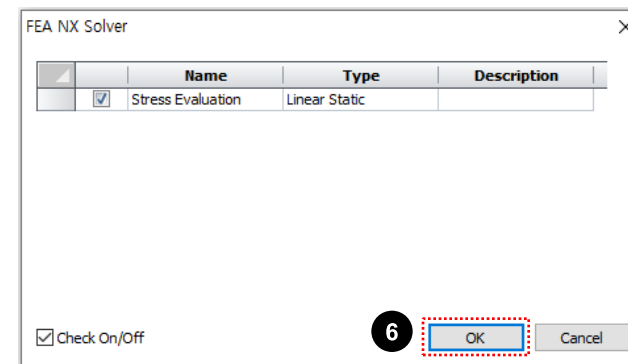 FEA NX Solver
Name Type Description
Stress Evaluation Linear Static
Check On/Off 6 OK Cancel